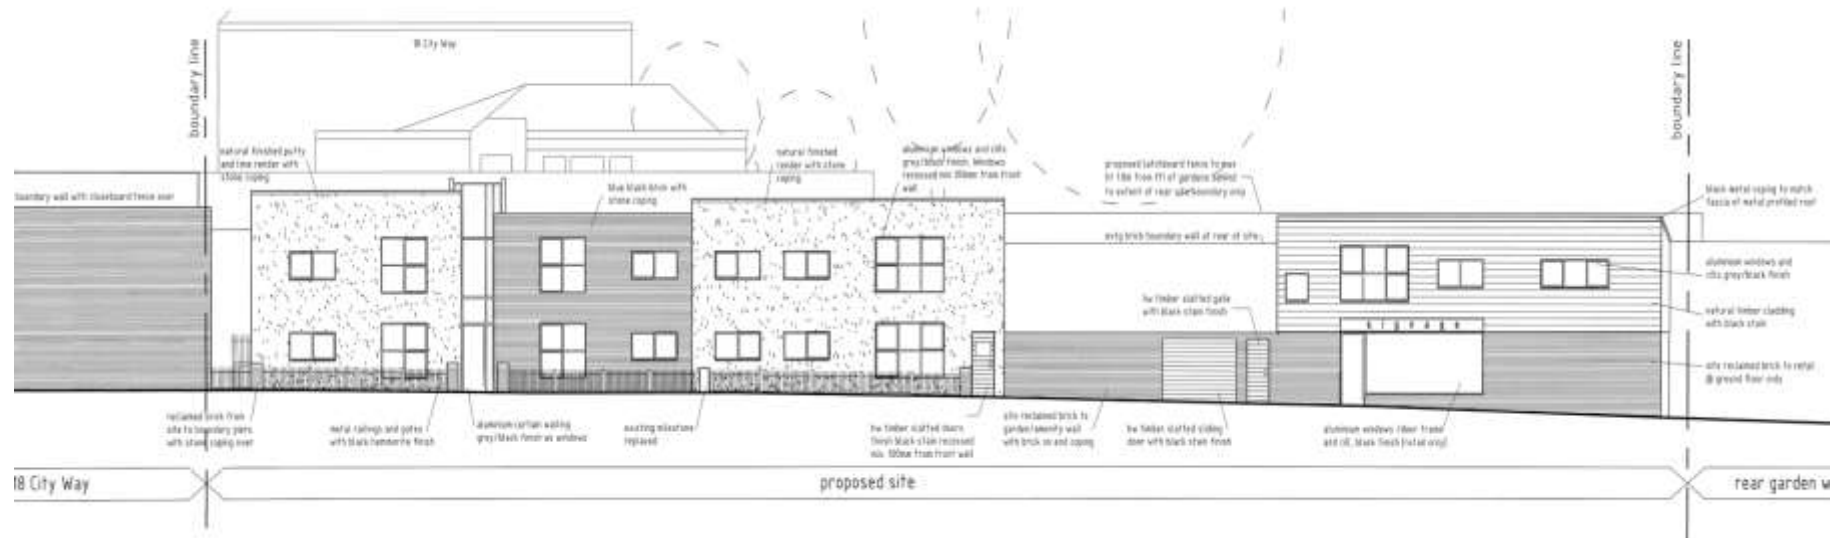 18 City Way
boundary line
boundary line
natural finished putty
and lime render with
stone coping
natural finished
render with stone
coping
aluminium windows and cills
grey/black finish. Windows
recessed min 100mm from front
wall
proposed latchboard fence to max
of gardens behind
to extent of rear boundary only
black metal coping to match
fascia of metal profiled roof
boundary wall with closeboard fence over
blue black brick with
stone coping
extg brick boundary wall at rear of site
aluminium windows and
cills grey/black finish
hw timber slatted gate
with black stain finish
natural timber cladding
with black stain
signage
site reclaimed brick to retail
@ ground floor only
reclaimed brick from
site to boundary piers
with stone coping over
metal railings and gates
with black hammerite finish
aluminium curtain walling
grey/black finish as windows
existing milestone
replaced
hw timber slatted doors
finish black stain recessed
min. 100mm from front wall
site reclaimed brick to
garden/amenity wall
with brick on end coping
hw timber slatted sliding
door with black stain finish
aluminium windows /door frame
and cill, black finish (retail only)
18 City Way
proposed site
rear garden w